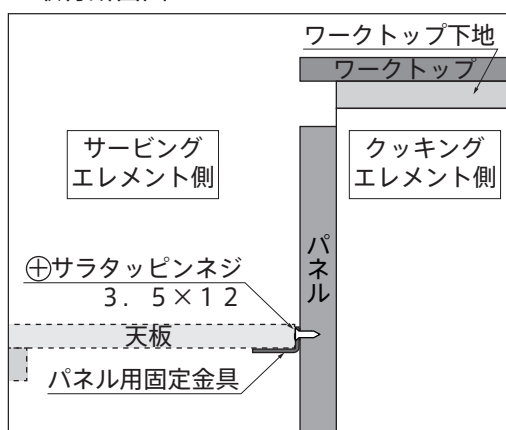 ワークトップ下地
ワークトップ
サービング
エレメント側
クッキング
エレメント側
パネル
⊕サラタッピンネジ
３．５×１２
天板
パネル用固定金具